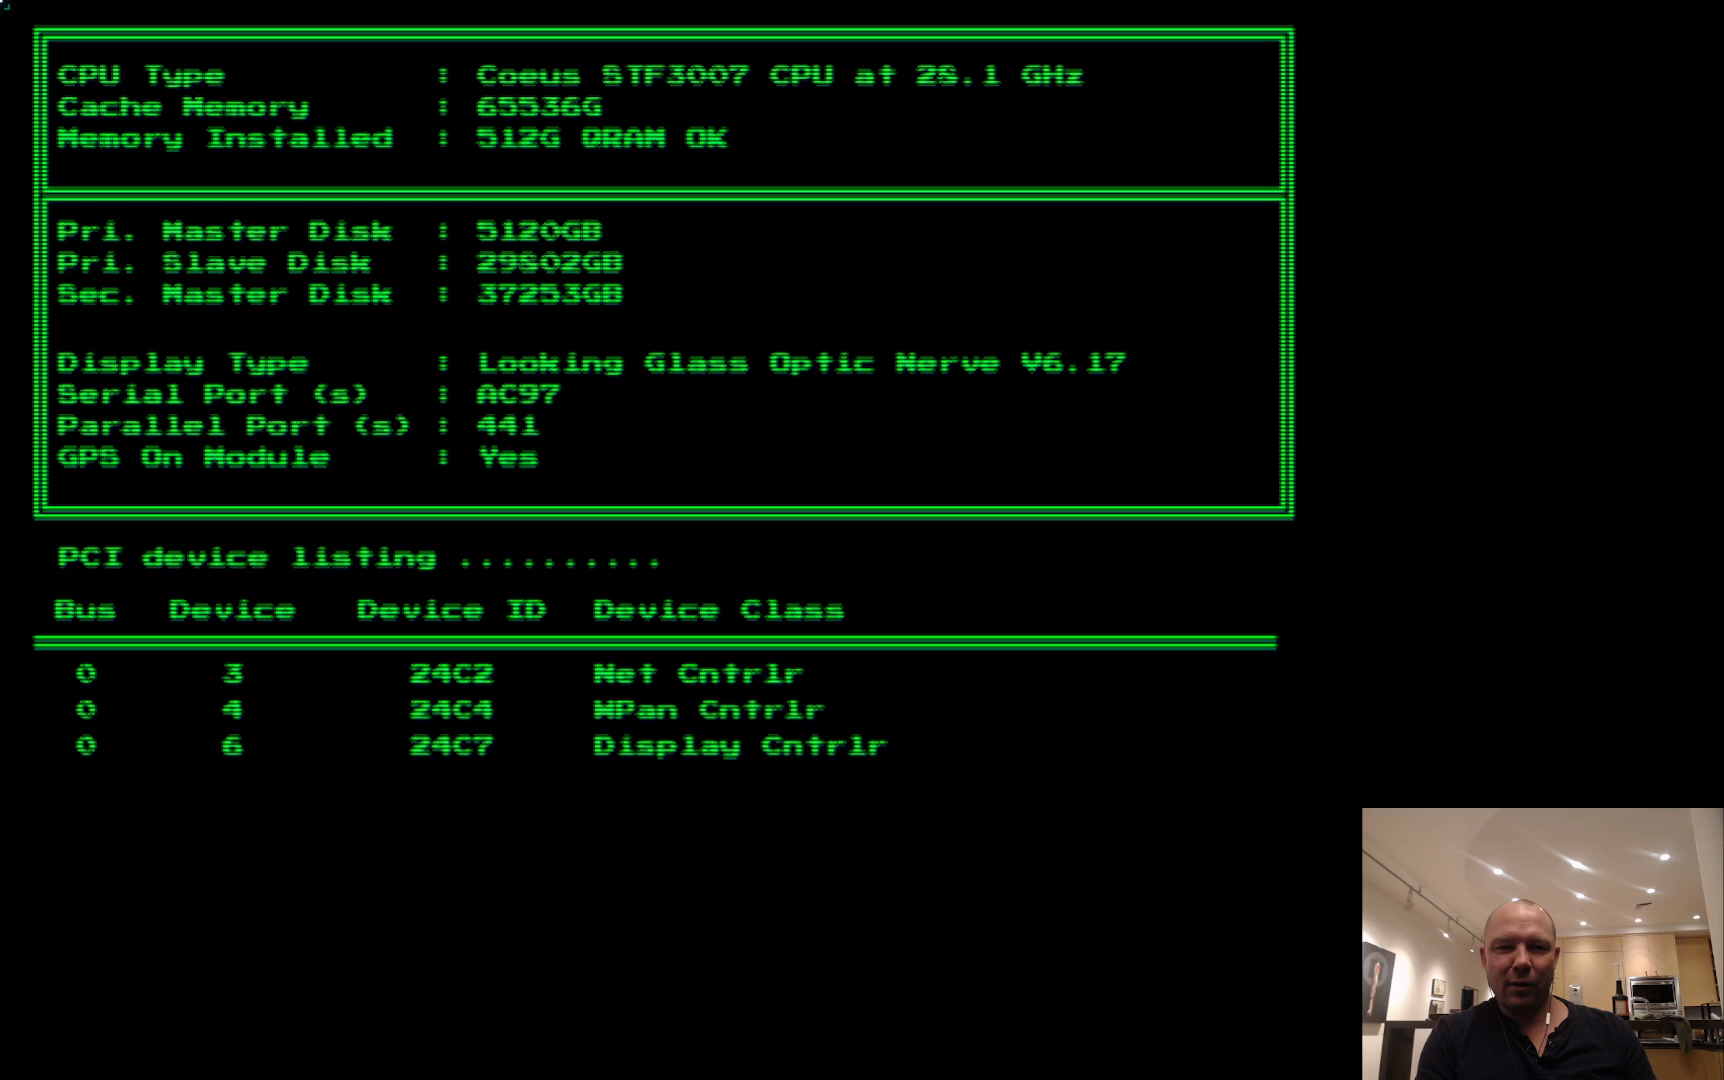 CPU Type : Coeus STF3007 CPU at 28.1 GHz
Cache Memory : 65536G
Memory Installed : 512G QRAM OK
Pri. Master Disk : 5120GB
Pri. Slave Disk : 29802GB
Sec. Master Disk : 37253GB
Display Type : Looking Glass Optic Nerve V6.17
Serial Port (s) : AC97
Parallel Port (s) : 441
GPS On Module : Yes
PCI device listing ..........
Bus Device Device ID Device Class
0 3 24C2 Net Cntrlr
0 4 24C4 WPan Cntrlr
0 6 24C7 Display Cntrlr